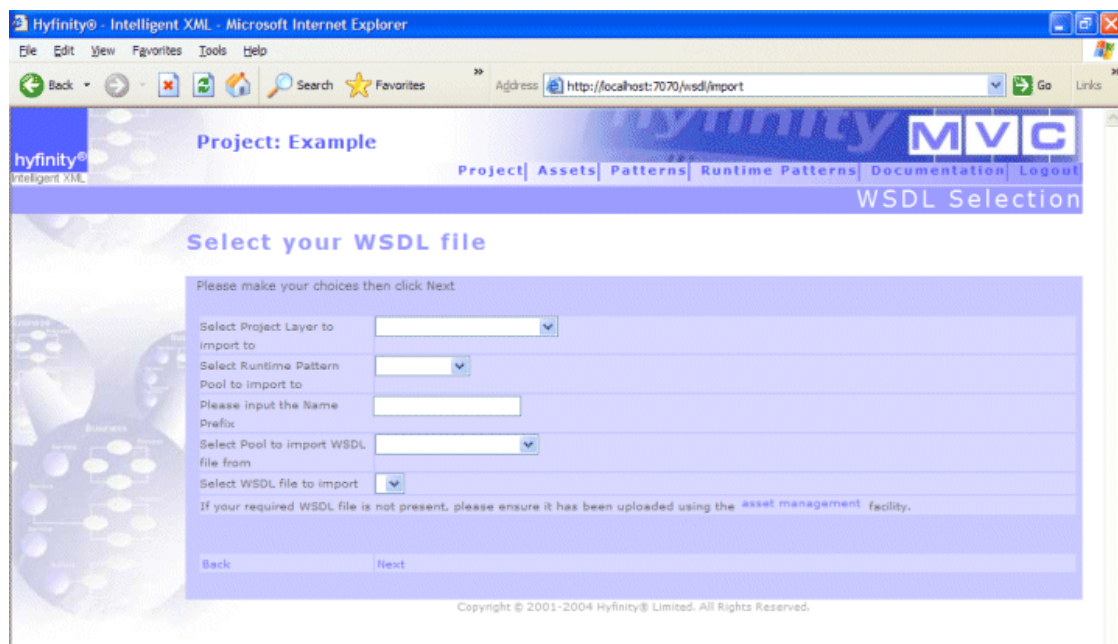 Hyfinity® - Intelligent XML - Microsoft Internet Explorer
File Edit View Favorites Tools Help
Back Search Favorites » Address http://localhost:7070/wsdl/import Go Links »
hyfinity®
Intelligent XML
Project: Example
hyfinity MVC
Project| Assets| Patterns| Runtime Patterns| Documentation| Logout
WSDL Selection
Select your WSDL file
Please make your choices then click Next
Select Project Layer to
import to
Select Runtime Pattern
Pool to import to
Please input the Name
Prefix
Select Pool to import WSDL
file from
Select WSDL file to import
If your required WSDL file is not present, please ensure it has been uploaded using the asset management facility.
Back Next
Copyright © 2001-2004 Hyfinity® Limited. All Rights Reserved.